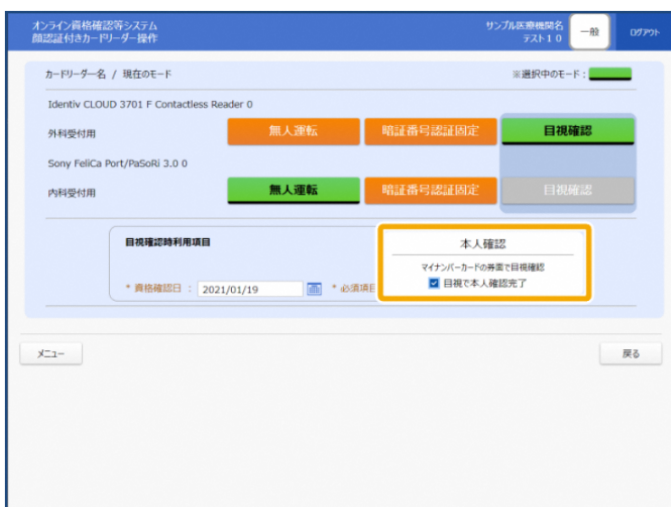 オンライン資格確認等システム
顔認証付きカードリーダー操作
サンプル医療機関名
テスト10
一般
ログアウト
カードリーダー名 / 現在のモード
※選択中のモード:
Identiv CLOUD 3701 F Contactless Reader 0
外科受付用
無人運転
暗証番号認証固定
目視確認
Sony FeliCa Port/PaSoRi 3.0 0
内科受付用
無人運転
暗証番号認証固定
目視確認
目視確認時利用項目
* 資格確認日 : 2021/01/19
* 必須項目
本人確認
マイナンバーカードの券面で目視確認
目視で本人確認完了
メニュー
戻る